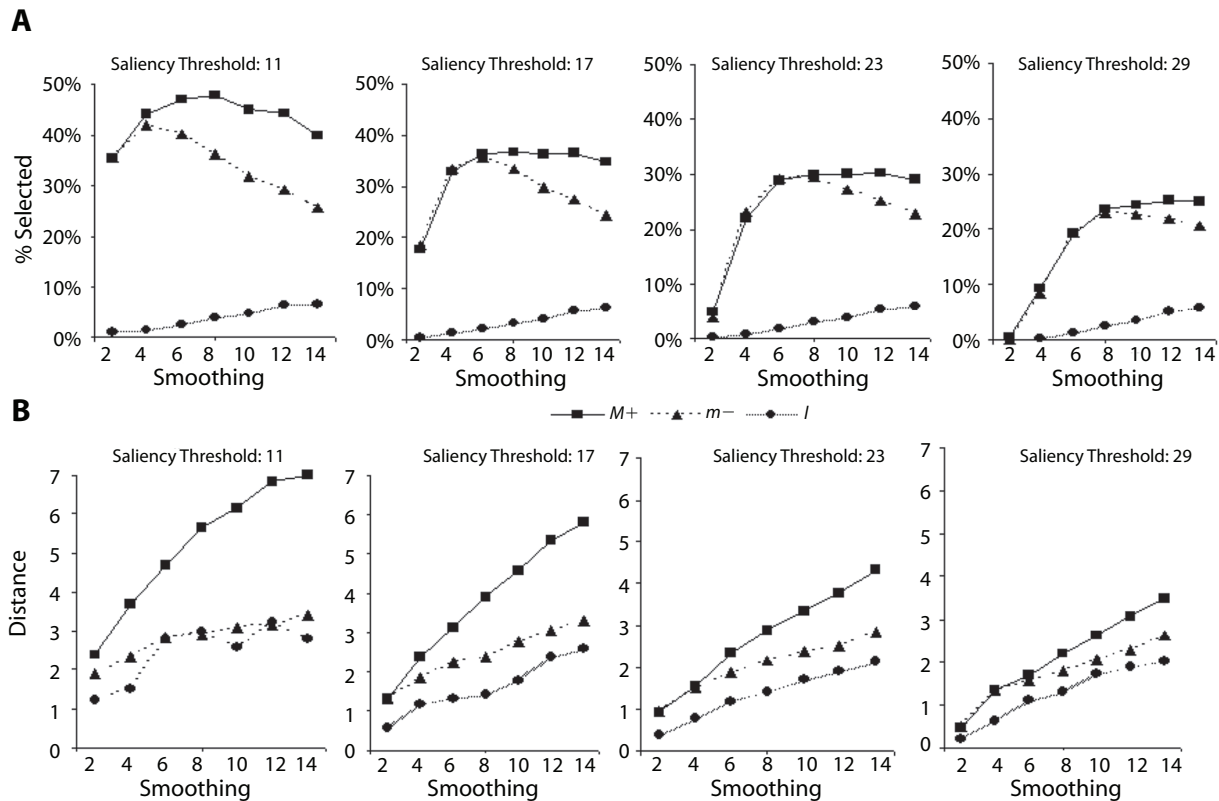 A
Saliency Threshold: 11
Saliency Threshold: 17
Saliency Threshold: 23
Saliency Threshold: 29
% Selected
50%
40%
30%
20%
10%
0%
50%
40%
30%
20%
10%
0%
50%
40%
30%
20%
10%
0%
50%
40%
30%
20%
10%
0%
2 4 6 8 10 12 14
2 4 6 8 10 12 14
2 4 6 8 10 12 14
2 4 6 8 10 12 14
Smoothing
Smoothing
Smoothing
Smoothing
B
M+ m− I
Saliency Threshold: 11
Saliency Threshold: 17
Saliency Threshold: 23
Saliency Threshold: 29
Distance
7
6
5
4
3
2
1
0
7
6
5
4
3
2
1
0
7
6
5
4
3
2
1
0
7
6
5
4
3
2
1
0
2 4 6 8 10 12 14
2 4 6 8 10 12 14
2 4 6 8 10 12 14
2 4 6 8 10 12 14
Smoothing
Smoothing
Smoothing
Smoothing